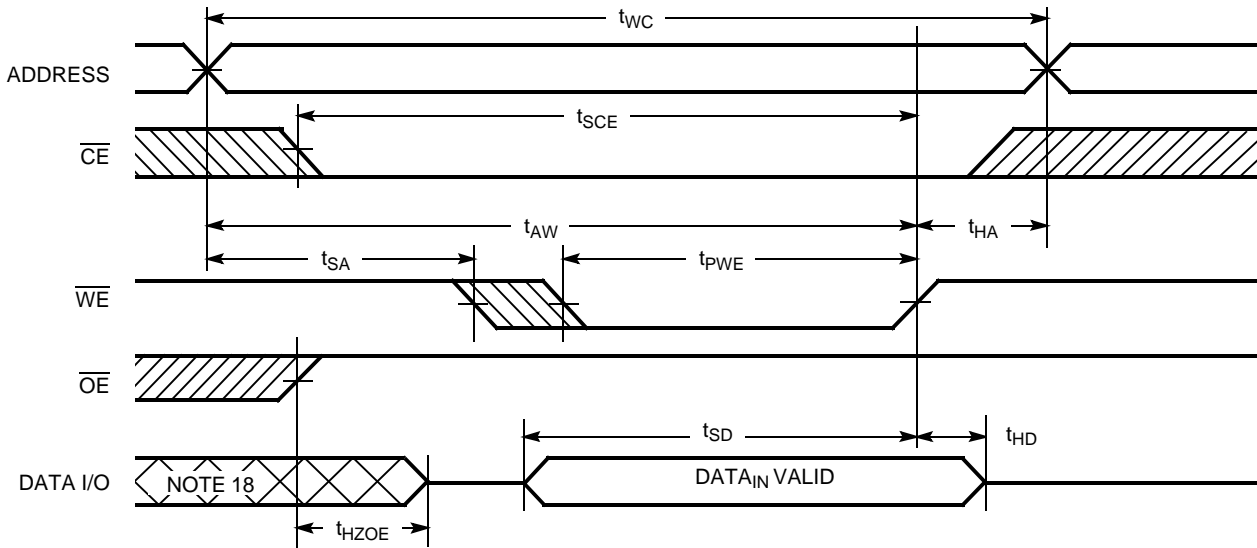 tWC
ADDRESS
tSCE
CE
tAW
tHA
tSA
tPWE
WE
OE
tSD
tHD
DATA I/O
NOTE 18
DATAIN VALID
tHZOE